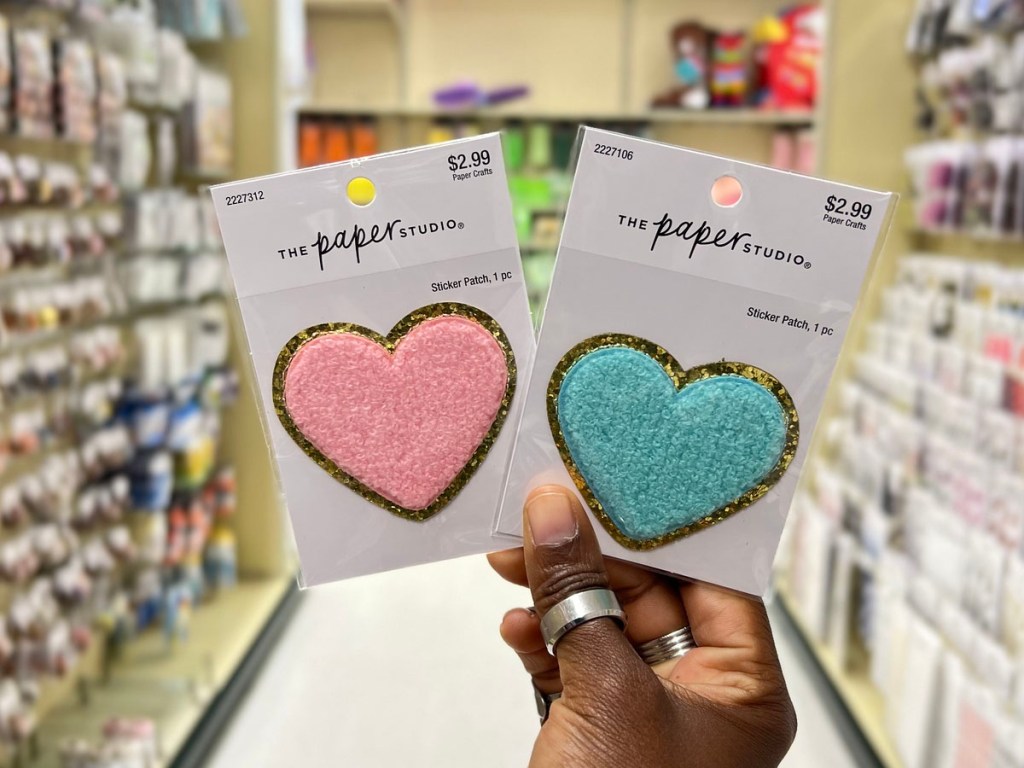 2227312
$2.99
Paper Crafts
THE paper STUDIO®
Sticker Patch, 1 pc
2227106
$2.99
Paper Crafts
THE paper STUDIO®
Sticker Patch, 1 pc